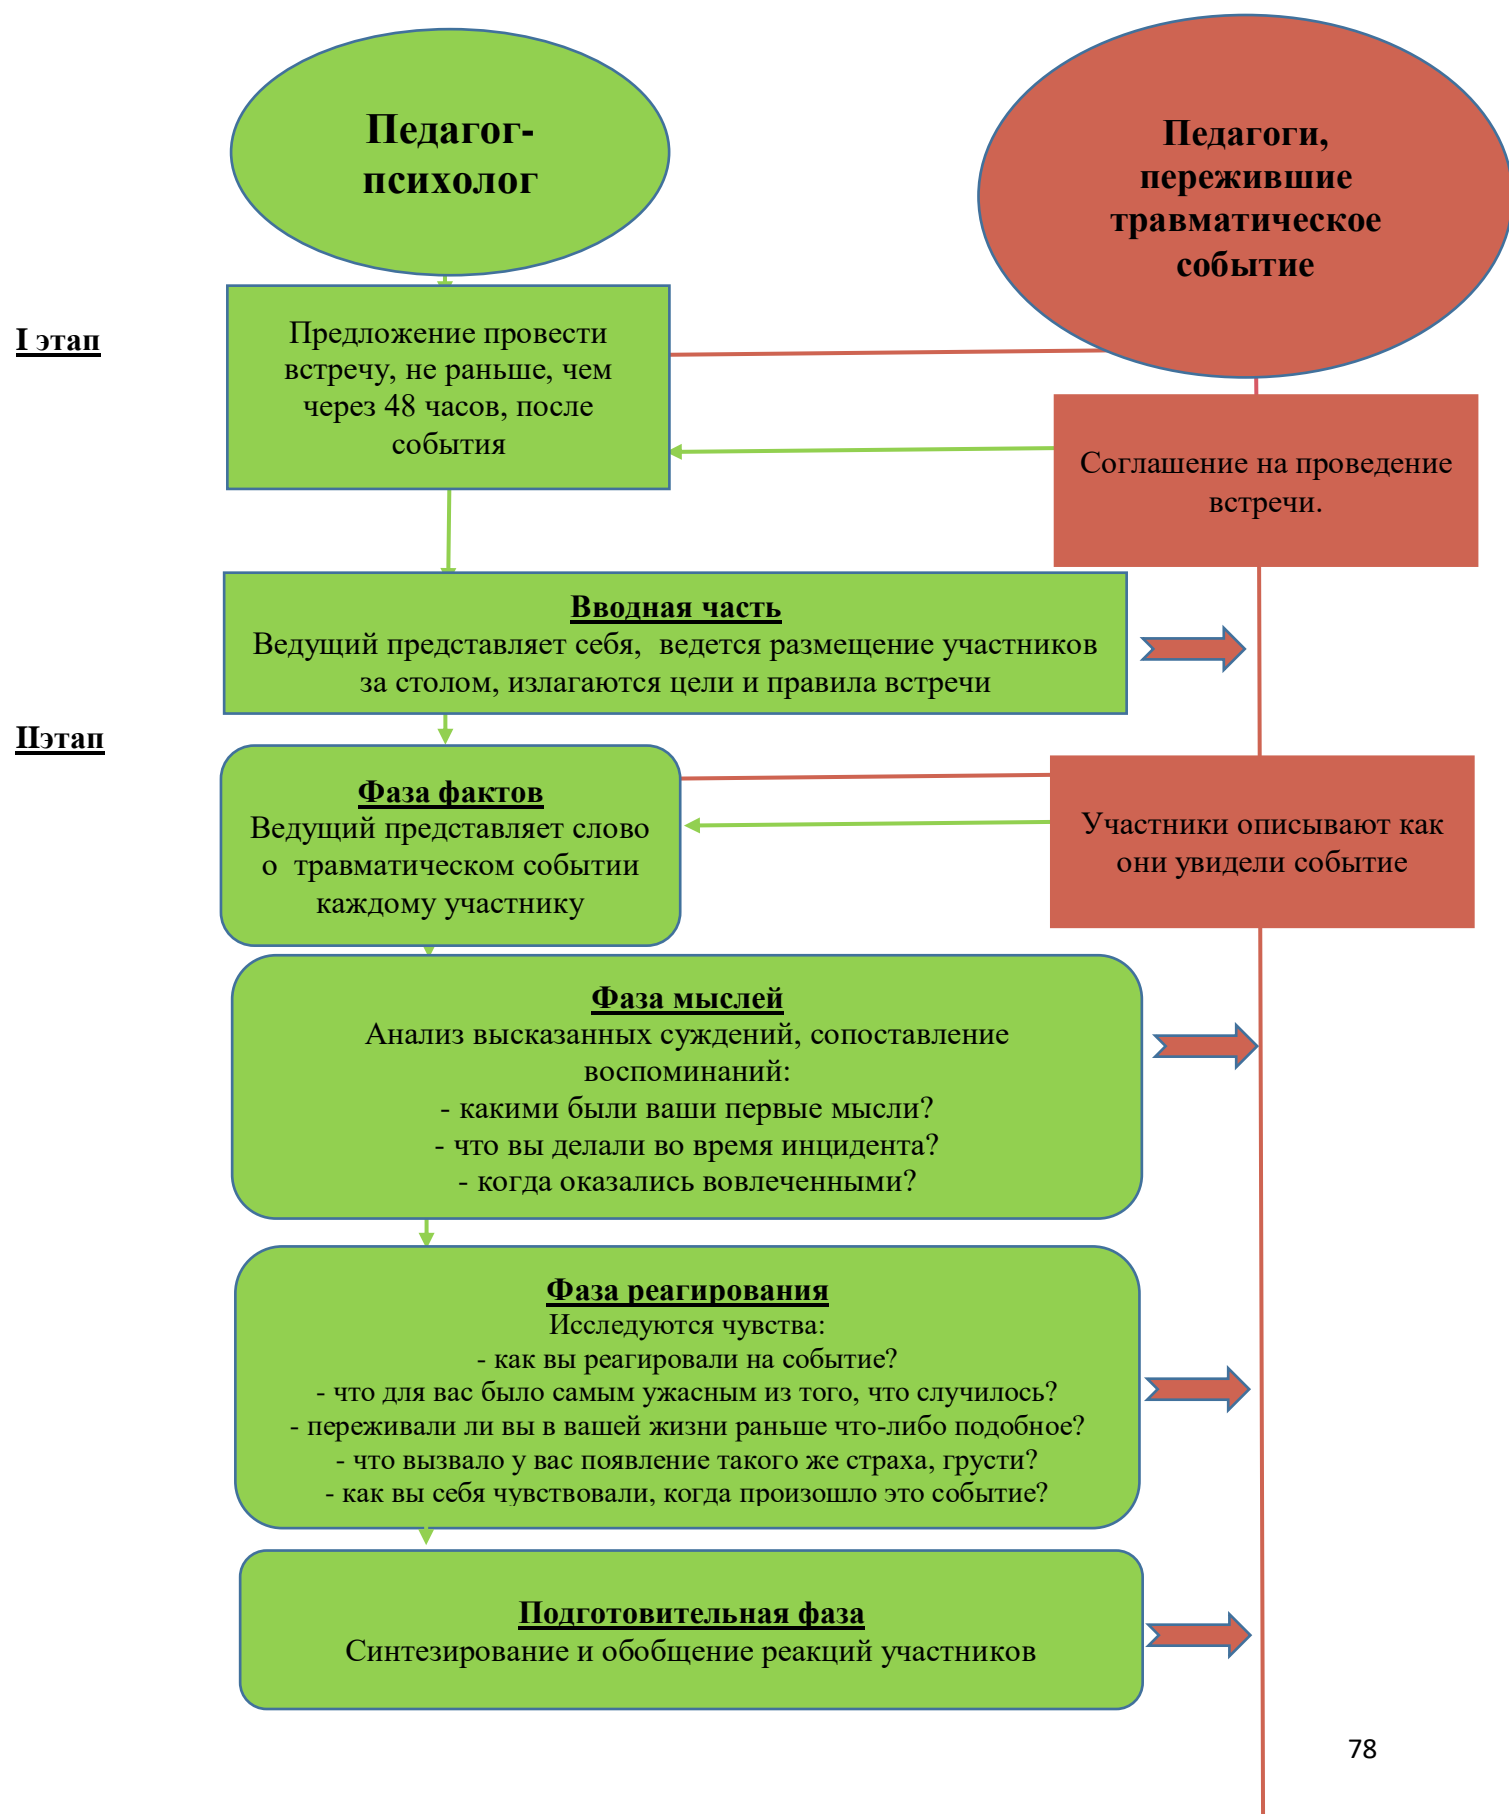 Педагог-
психолог
Педагоги,
пережившие
травматическое
событие
I этап
Предложение провести
встречу, не раньше, чем
через 48 часов, после
события
Соглашение на проведение
встречи.
Вводная часть
Ведущий представляет себя,  ведется размещение участников
за столом, излагаются цели и правила встречи
IIэтап
Фаза фактов
Ведущий представляет слово
о  травматическом событии
каждому участнику
Участники описывают как
они увидели событие
Фаза мыслей
Анализ высказанных суждений, сопоставление
воспоминаний:
- какими были ваши первые мысли?
- что вы делали во время инцидента?
- когда оказались вовлеченными?
Фаза реагирования
Исследуются чувства:
- как вы реагировали на событие?
- что для вас было самым ужасным из того, что случилось?
- переживали ли вы в вашей жизни раньше что-либо подобное?
- что вызвало у вас появление такого же страха, грусти?
- как вы себя чувствовали, когда произошло это событие?
Подготовительная фаза
Синтезирование и обобщение реакций участников
78